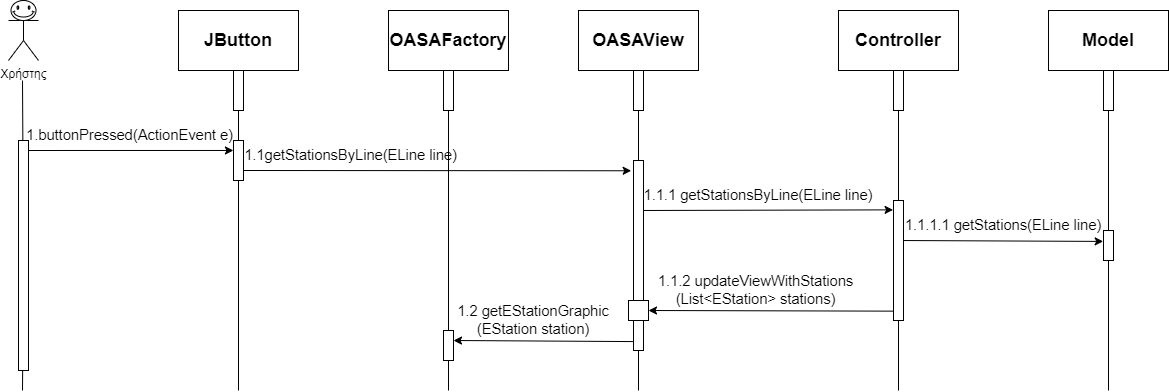 JButton
OASAFactory
OASAView
Controller
Model
Χρήστης
1.buttonPressed(ActionEvent e)
1.1getStationsByLine(ELine line)
1.1.1 getStationsByLine(ELine line)
1.1.1.1 getStations(ELine line)
1.1.2 updateViewWithStations
(List<EStation> stations)
1.2 getEStationGraphic
(EStation station)